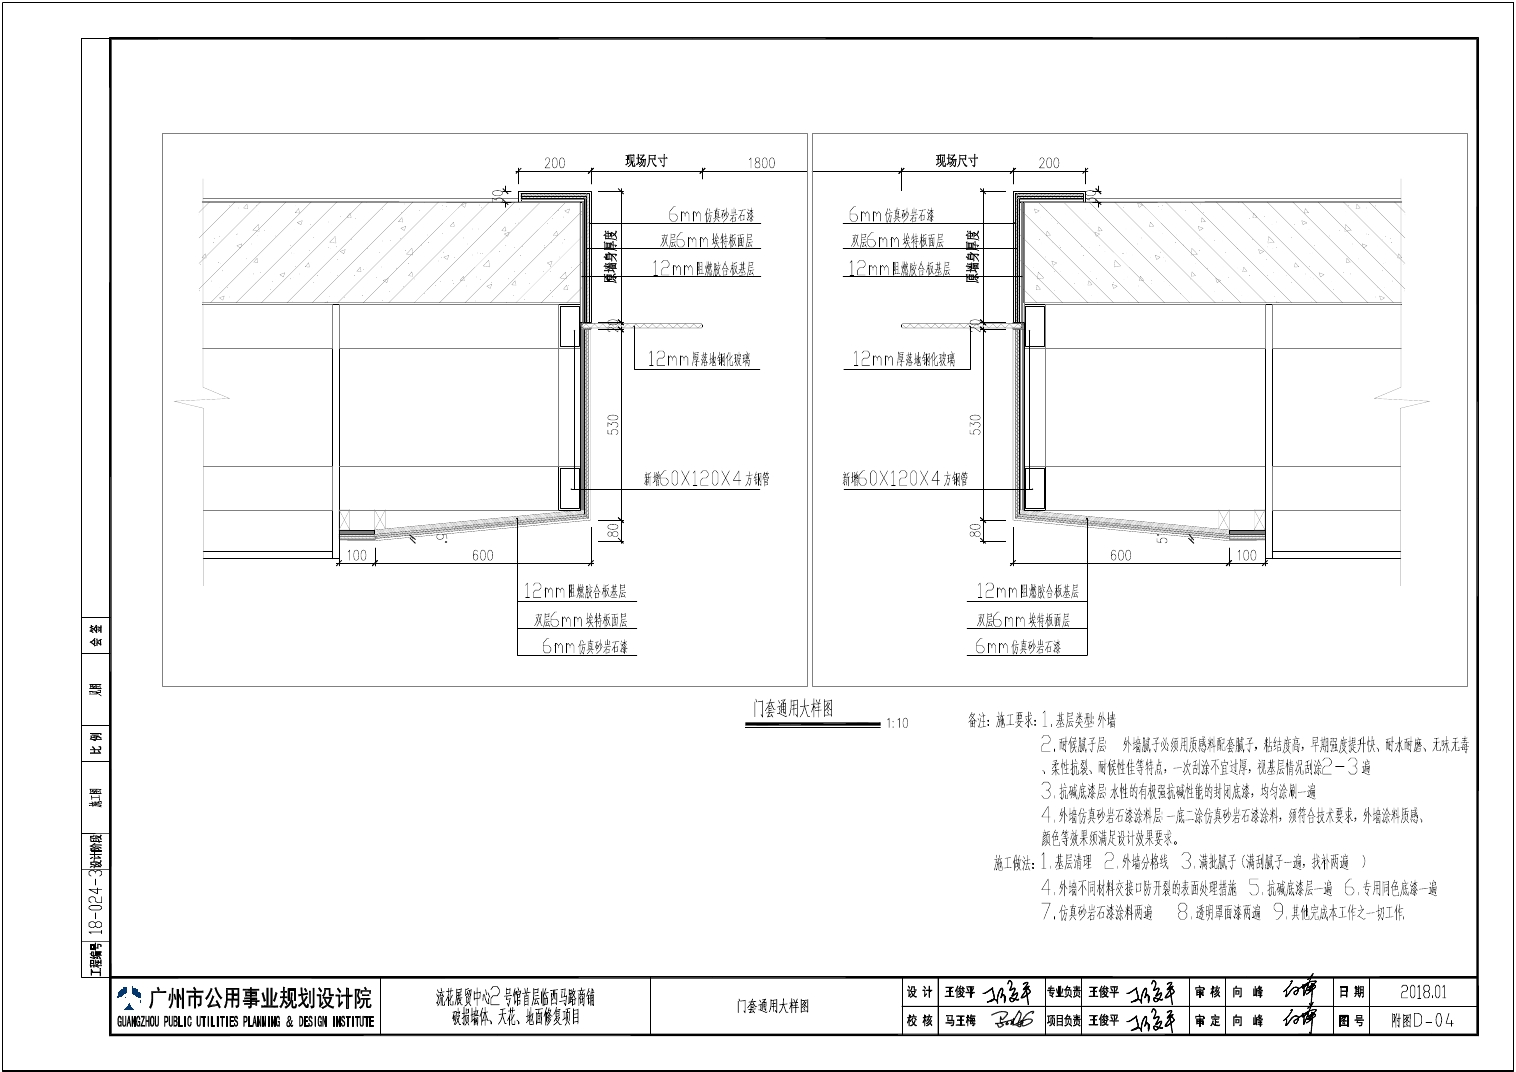 200 现场尺寸 1800 现场尺寸 200
30
6mm仿真砂岩石漆
双层6mm埃特板面层
12mm阻燃胶合板基层
原墙身厚度
12mm厚落地钢化玻璃
530
新增60X120X4方钢管
80
5°
100 600
12mm阻燃胶合板基层
双层6mm埃特板面层
6mm仿真砂岩石漆
6mm仿真砂岩石漆
双层6mm埃特板面层
12mm阻燃胶合板基层
原墙身厚度
12mm厚落地钢化玻璃
530
新增60X120X4方钢管
80
5°
600 100
12mm阻燃胶合板基层
双层6mm埃特板面层
6mm仿真砂岩石漆
门套通用大样图 1:10
备注: 施工要求: 1. 基层类型: 外墙
2. 耐候腻子层: 外墙腻子必须用质感料配套腻子, 粘结度高, 早期强度提升快、耐水耐磨、无味无毒
、柔性抗裂、耐候性佳等特点, 一次刮涂不宜过厚, 视基层情况刮涂2-3遍
3. 抗碱底漆层: 水性的有极强抗碱性能的封闭底漆, 均匀涂刷一遍
4. 外墙仿真砂岩石漆涂料层: 一底二涂仿真砂岩石漆涂料, 须符合技术要求, 外墙涂料质感、
颜色等效果须满足设计效果要求。
施工做法: 1. 基层清理 2. 外墙分格线 3. 满批腻子(满刮腻子一遍, 找补两遍 )
4. 外墙不同材料交接口防开裂的表面处理措施 5. 抗碱底漆层一遍 6. 专用同色底漆一遍
7. 仿真砂岩石漆涂料两遍 8. 透明罩面漆两遍 9. 其他完成本工作之一切工作.
会签
见图
比例
施工图
设计阶段
18-024-3
工程编号
广州市公用事业规划设计院
GUANGZHOU PUBLIC UTILITIES PLANNING & DESIGN INSTITUTE
流花展贸中心2号馆首层临西马路商铺
破损墙体、天花、地面修复项目
门套通用大样图
设计 王俊平 专业负责 王俊平 审核 向峰 日期 2018.01
校核 马王梅 项目负责 王俊平 审定 向峰 图号 附图D-04